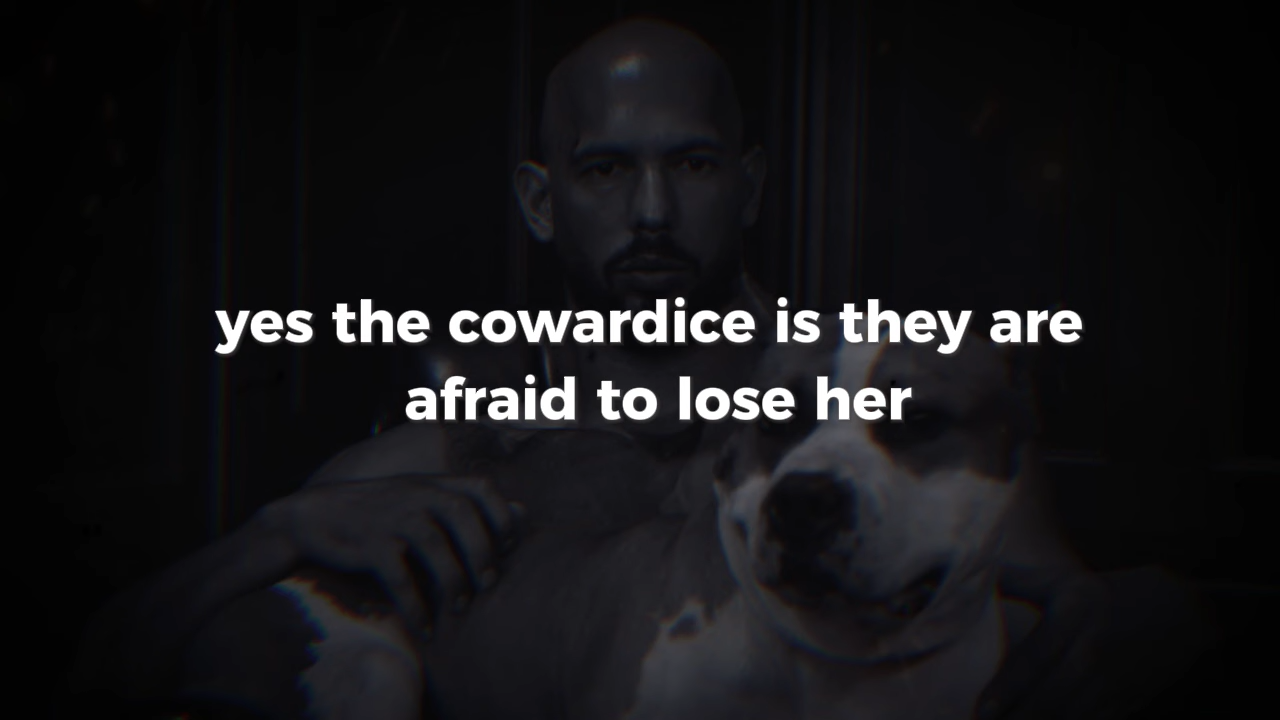 yes the cowardice is they are
afraid to lose her